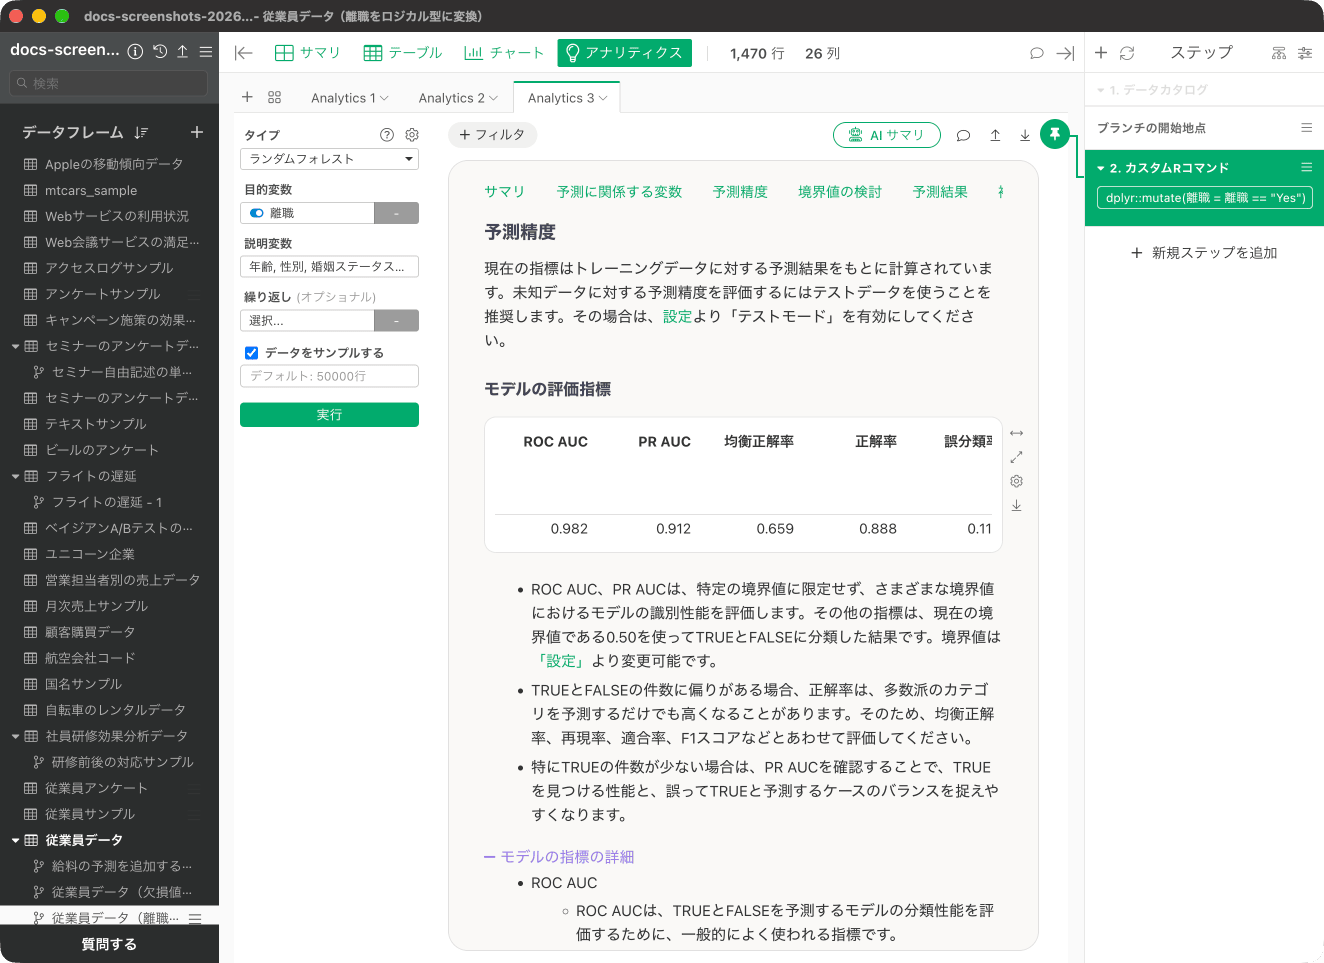 docs-screenshots-2026...- 従業員データ（離職をロジカル型に変換）
docs-screen...
検索
データフレーム
Appleの移動傾向データ
mtcars_sample
Webサービスの利用状況
Web会議サービスの満足…
アクセスログサンプル
アンケートサンプル
キャンペーン施策の効果…
セミナーのアンケートデ…
セミナー自由記述の単…
セミナーのアンケートデ…
テキストサンプル
ビールのアンケート
フライトの遅延
フライトの遅延 - 1
ベイジアンA/Bテストの…
ユニコーン企業
営業担当者別の売上データ
月次売上サンプル
顧客購買データ
航空会社コード
国名サンプル
自転車のレンタルデータ
社員研修効果分析データ
研修前後の対応サンプル
従業員アンケート
従業員サンプル
従業員データ
給料の予測を追加する…
従業員データ（欠損値…
従業員データ（離職…
質問する
サマリ
テーブル
チャート
アナリティクス
1,470 行
26 列
Analytics 1
Analytics 2
Analytics 3
タイプ
ランダムフォレスト
目的変数
離職
-
説明変数
年齢, 性別, 婚姻ステータス...
繰り返し (オプショナル)
選択...
-
データをサンプルする
デフォルト: 50000行
実行
+ フィルタ
AI サマリ
サマリ
予測に関係する変数
予測精度
境界値の検討
予測結果
予測精度
現在の指標はトレーニングデータに対する予測結果をもとに計算されていま
す。未知データに対する予測精度を評価するにはテストデータを使うことを
推奨します。その場合は、設定より「テストモード」を有効にしてくださ
い。
モデルの評価指標
ROC AUC
PR AUC
均衡正解率
正解率
誤分類率
0.982
0.912
0.659
0.888
0.11
• ROC AUC、PR AUCは、特定の境界値に限定せず、さまざまな境界値
におけるモデルの識別性能を評価します。その他の指標は、現在の境
界値である0.50を使ってTRUEとFALSEに分類した結果です。境界値は
「設定」より変更可能です。
• TRUEとFALSEの件数に偏りがある場合、正解率は、多数派のカテゴ
リを予測するだけでも高くなることがあります。そのため、均衡正解
率、再現率、適合率、F1スコアなどとあわせて評価してください。
• 特にTRUEの件数が少ない場合は、PR AUCを確認することで、TRUE
を見つける性能と、誤ってTRUEと予測するケースのバランスを捉えや
すくなります。
ー モデルの指標の詳細
• ROC AUC
○ ROC AUCは、TRUEとFALSEを予測するモデルの分類性能を評
価するために、一般的によく使われる指標です。
ステップ
1. データカタログ
ブランチの開始地点
2. カスタムRコマンド
dplyr::mutate(離職 = 離職 == "Yes")
+ 新規ステップを追加